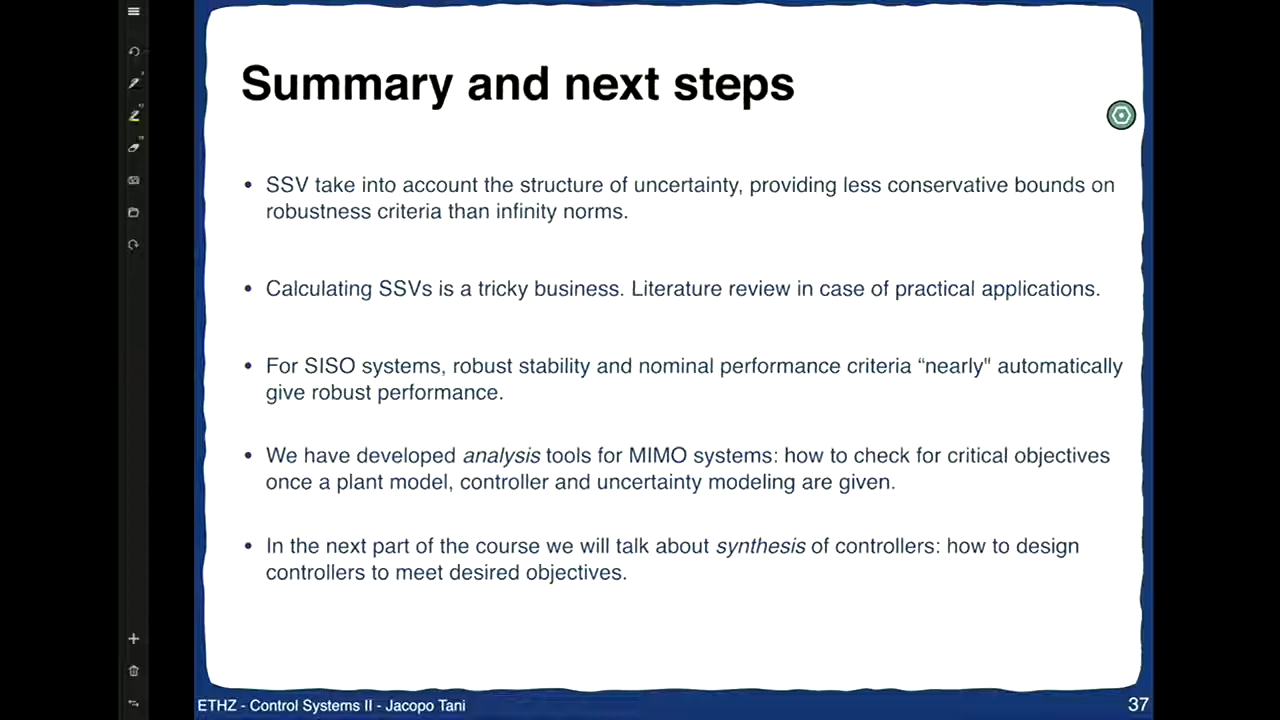 Summary and next steps
• SSV take into account the structure of uncertainty, providing less conservative bounds on
robustness criteria than infinity norms.
• Calculating SSVs is a tricky business. Literature review in case of practical applications.
• For SISO systems, robust stability and nominal performance criteria “nearly" automatically
give robust performance.
• We have developed analysis tools for MIMO systems: how to check for critical objectives
once a plant model, controller and uncertainty modeling are given.
• In the next part of the course we will talk about synthesis of controllers: how to design
controllers to meet desired objectives.
ETHZ - Control Systems II - Jacopo Tani
37